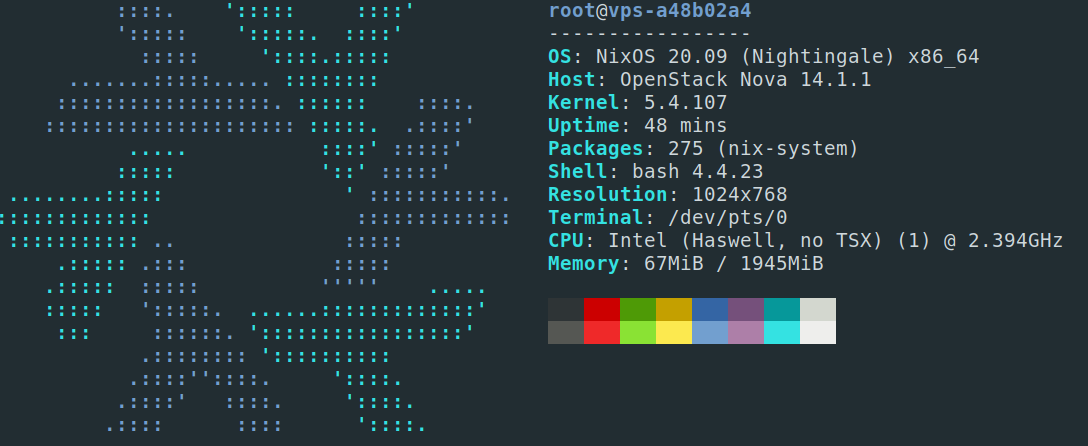 root@vps-a48b02a4
-----------------
OS: NixOS 20.09 (Nightingale) x86_64
Host: OpenStack Nova 14.1.1
Kernel: 5.4.107
Uptime: 48 mins
Packages: 275 (nix-system)
Shell: bash 4.4.23
Resolution: 1024x768
Terminal: /dev/pts/0
CPU: Intel (Haswell, no TSX) (1) @ 2.394GHz
Memory: 67MiB / 1945MiB